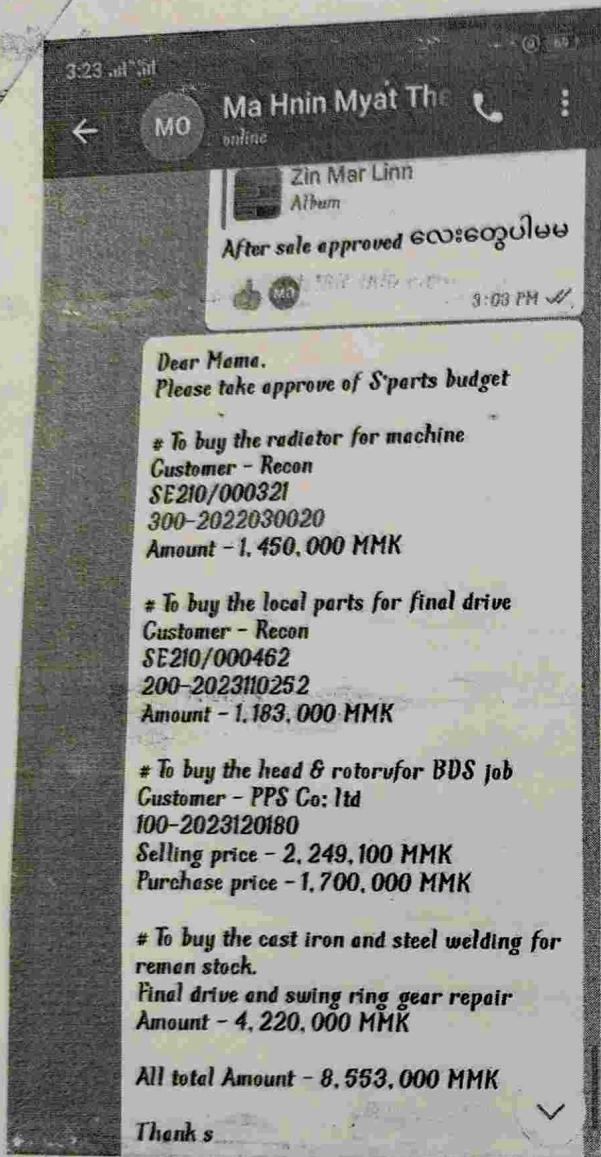 3:23
MO
Ma Hnin Myat The
online
Zin Mar Linn
Album
After sale approved လေးတွေပါမမ
MO
3:03 PM
Dear Mama.
Please take approve of S'parts budget
# To buy the radiator for machine
Customer - Recon
SE210/000321
300-2022030020
Amount - 1,450,000 MMK
# To buy the local parts for final drive
Customer - Recon
SE210/000462
200-2023110252
Amount - 1,183,000 MMK
# To buy the head & rotorufor BDS job
Customer - PPS Co; ltd
100-2023120180
Selling price - 2,249,100 MMK
Purchase price - 1,700,000 MMK
# To buy the cast iron and steel welding for
reman stock.
Final drive and swing ring gear repair
Amount - 4,220,000 MMK
All total Amount - 8,553,000 MMK
Thank s